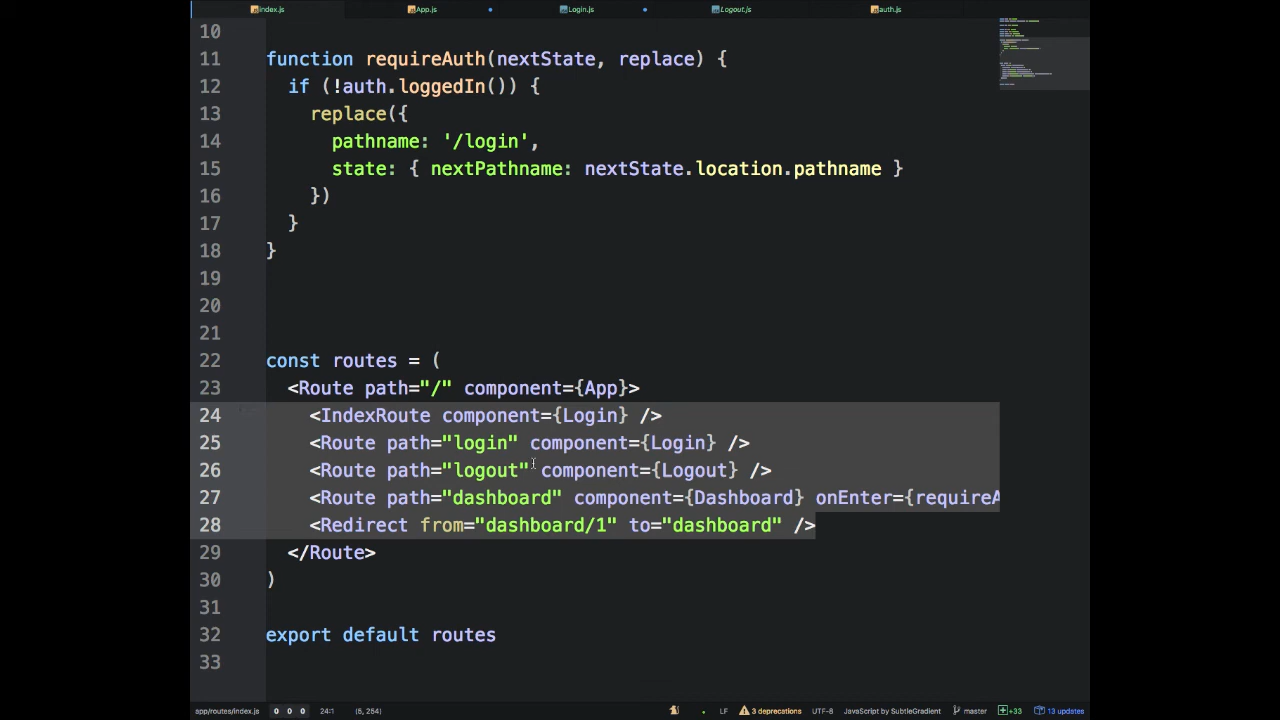 index.js App.js Login.js Logout.js auth.js
10
11 function requireAuth(nextState, replace) {
12 if (!auth.loggedIn()) {
13 replace({
14 pathname: '/login',
15 state: { nextPathname: nextState.location.pathname }
16 })
17 }
18 }
19
20
21
22 const routes = (
23 <Route path="/" component={App}>
24 <IndexRoute component={Login} />
25 <Route path="login" component={Login} />
26 <Route path="logout" component={Logout} />
27 <Route path="dashboard" component={Dashboard} onEnter={requireA
28 <Redirect from="dashboard/1" to="dashboard" />
29 </Route>
30 )
31
32 export default routes
33
app/routes/index.js 0 0 0 24:1 (5, 254) LF 3 deprecations UTF-8 JavaScript by SubtleGradient master +33 13 updates